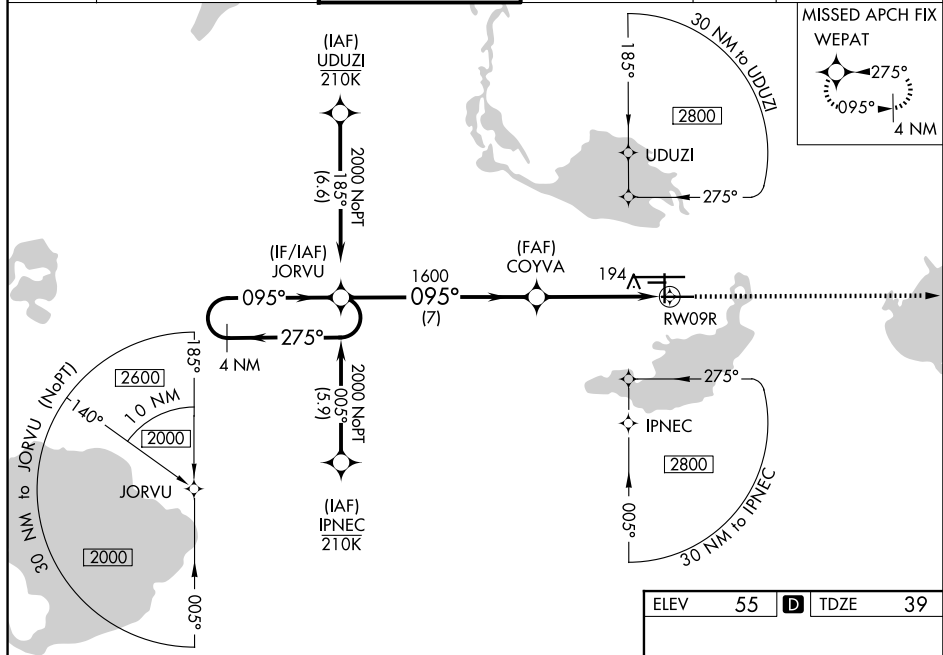 MISSED APCH FIX
WEPAT
275°
095°
4 NM
(IAF)
UDUZI
210K
2000 NoPT
185°
(6.6)
30 NM to UDUZI
185°
2800
UDUZI
275°
(IF/IAF)
JORVU
095°
275°
4 NM
1600
095°
(7)
(FAF)
COYVA
194
RW09R
2000 NoPT
005°
(5.9)
(IAF)
IPNEC
210K
30 NM to JORVU (NoPT)
185°
2600
140°
10 NM
2000
JORVU
2000
005°
275°
IPNEC
2800
005°
30 NM to IPNEC
ELEV 55 D TDZE 39